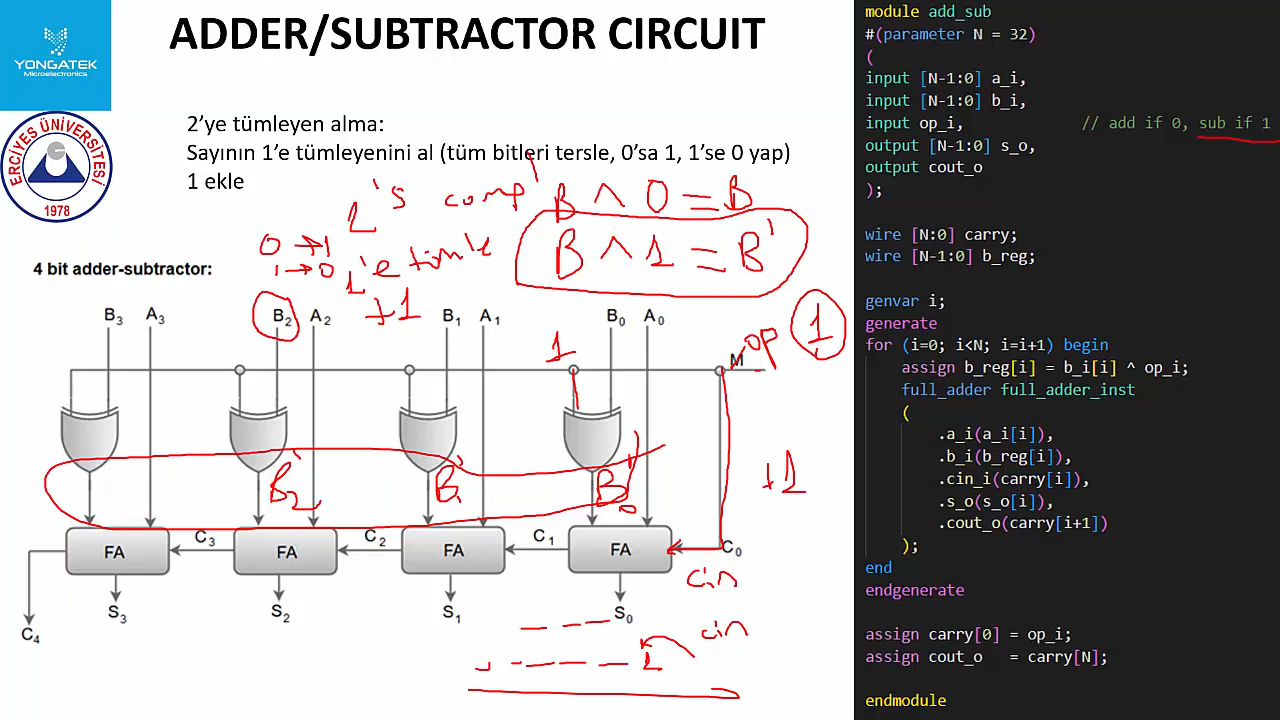 ADDER/SUBTRACTOR CIRCUIT
YONGATEK
Microelectronics
ERCİYES ÜNİVERSİTESİ
1978
2'ye tümleyen alma:
Sayının 1'e tümleyenini al (tüm bitleri tersle, 0'sa 1, 1'se 0 yap)
1 ekle
2's comp
B ^ 0 = B
B ^ 1 = B'
0 → 1
1 → 0
1'e tümle
+1
4 bit adder-subtractor:
B3 A3 B2 A2 B1 A1 B0 A0
1
op
1
M
B2' B1' B0'
+1
FA C3 FA C2 FA C1 FA C0
cin
S3 S2 S1 S0
C4
cin
1
module add_sub
#(parameter N = 32)
(
input [N-1:0] a_i,
input [N-1:0] b_i,
input op_i, // add if 0, sub if 1
output [N-1:0] s_o,
output cout_o
);
wire [N:0] carry;
wire [N-1:0] b_reg;
genvar i;
generate
for (i=0; i<N; i=i+1) begin
assign b_reg[i] = b_i[i] ^ op_i;
full_adder full_adder_inst
(
.a_i(a_i[i]),
.b_i(b_reg[i]),
.cin_i(carry[i]),
.s_o(s_o[i]),
.cout_o(carry[i+1])
);
end
endgenerate
assign carry[0] = op_i;
assign cout_o = carry[N];
endmodule